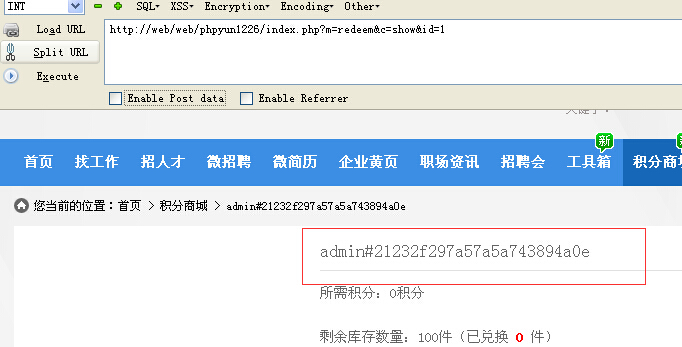 INT SQL▾ XSS▾ Encryption▾ Encoding▾ Other▾
Load URL http://web/web/phpyun1226/index.php?m=redeem&c=show&id=1
Split URL
Execute
Enable Post data Enable Referrer
新
首页 找工作 招人才 微招聘 微简历 企业黄页 职场资讯 招聘会 工具箱 积分商城
您当前的位置：首页 > 积分商城 > admin#21232f297a57a5a743894a0e
admin#21232f297a57a5a743894a0e
所需积分：0积分
剩余库存数量：100件（已兑换 0 件）